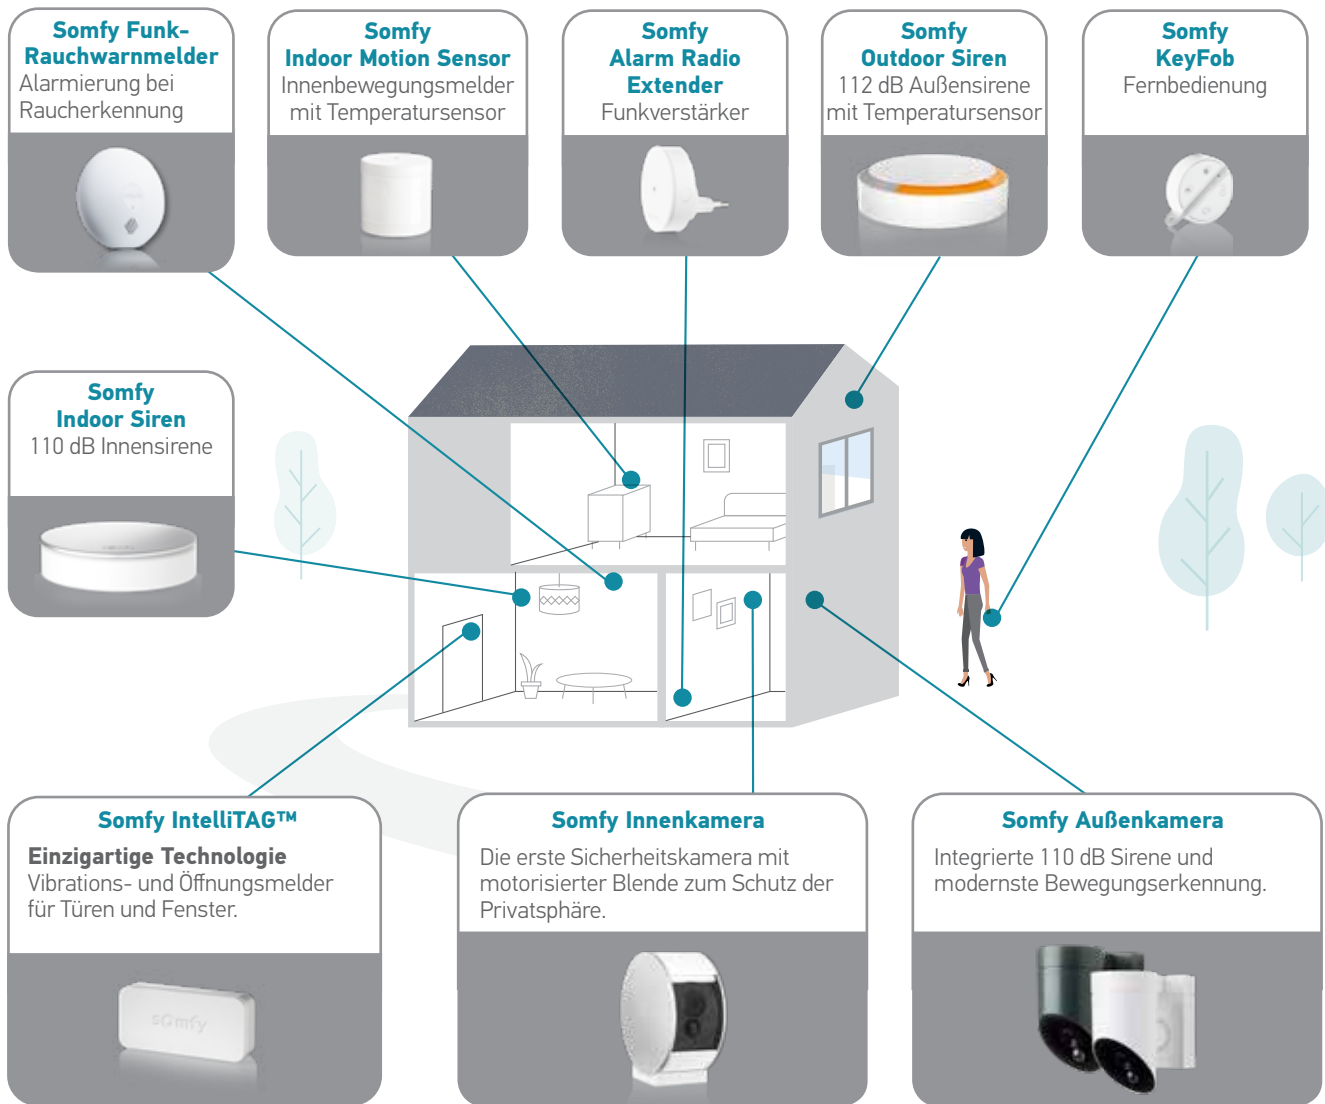 Somfy Funk-
Rauchwarnmelder
Alarmierung bei
Raucherkennung
Somfy
Indoor Motion Sensor
Innenbewegungsmelder
mit Temperatursensor
Somfy
Alarm Radio
Extender
Funkverstärker
Somfy
Outdoor Siren
112 dB Außensirene
mit Temperatursensor
Somfy
KeyFob
Fernbedienung
Somfy
Indoor Siren
110 dB Innensirene
Somfy IntelliTAG™
Einzigartige Technologie
Vibrations- und Öffnungsmelder
für Türen und Fenster.
somfy
Somfy Innenkamera
Die erste Sicherheitskamera mit
motorisierter Blende zum Schutz der
Privatsphäre.
Somfy Außenkamera
Integrierte 110 dB Sirene und
modernste Bewegungserkennung.